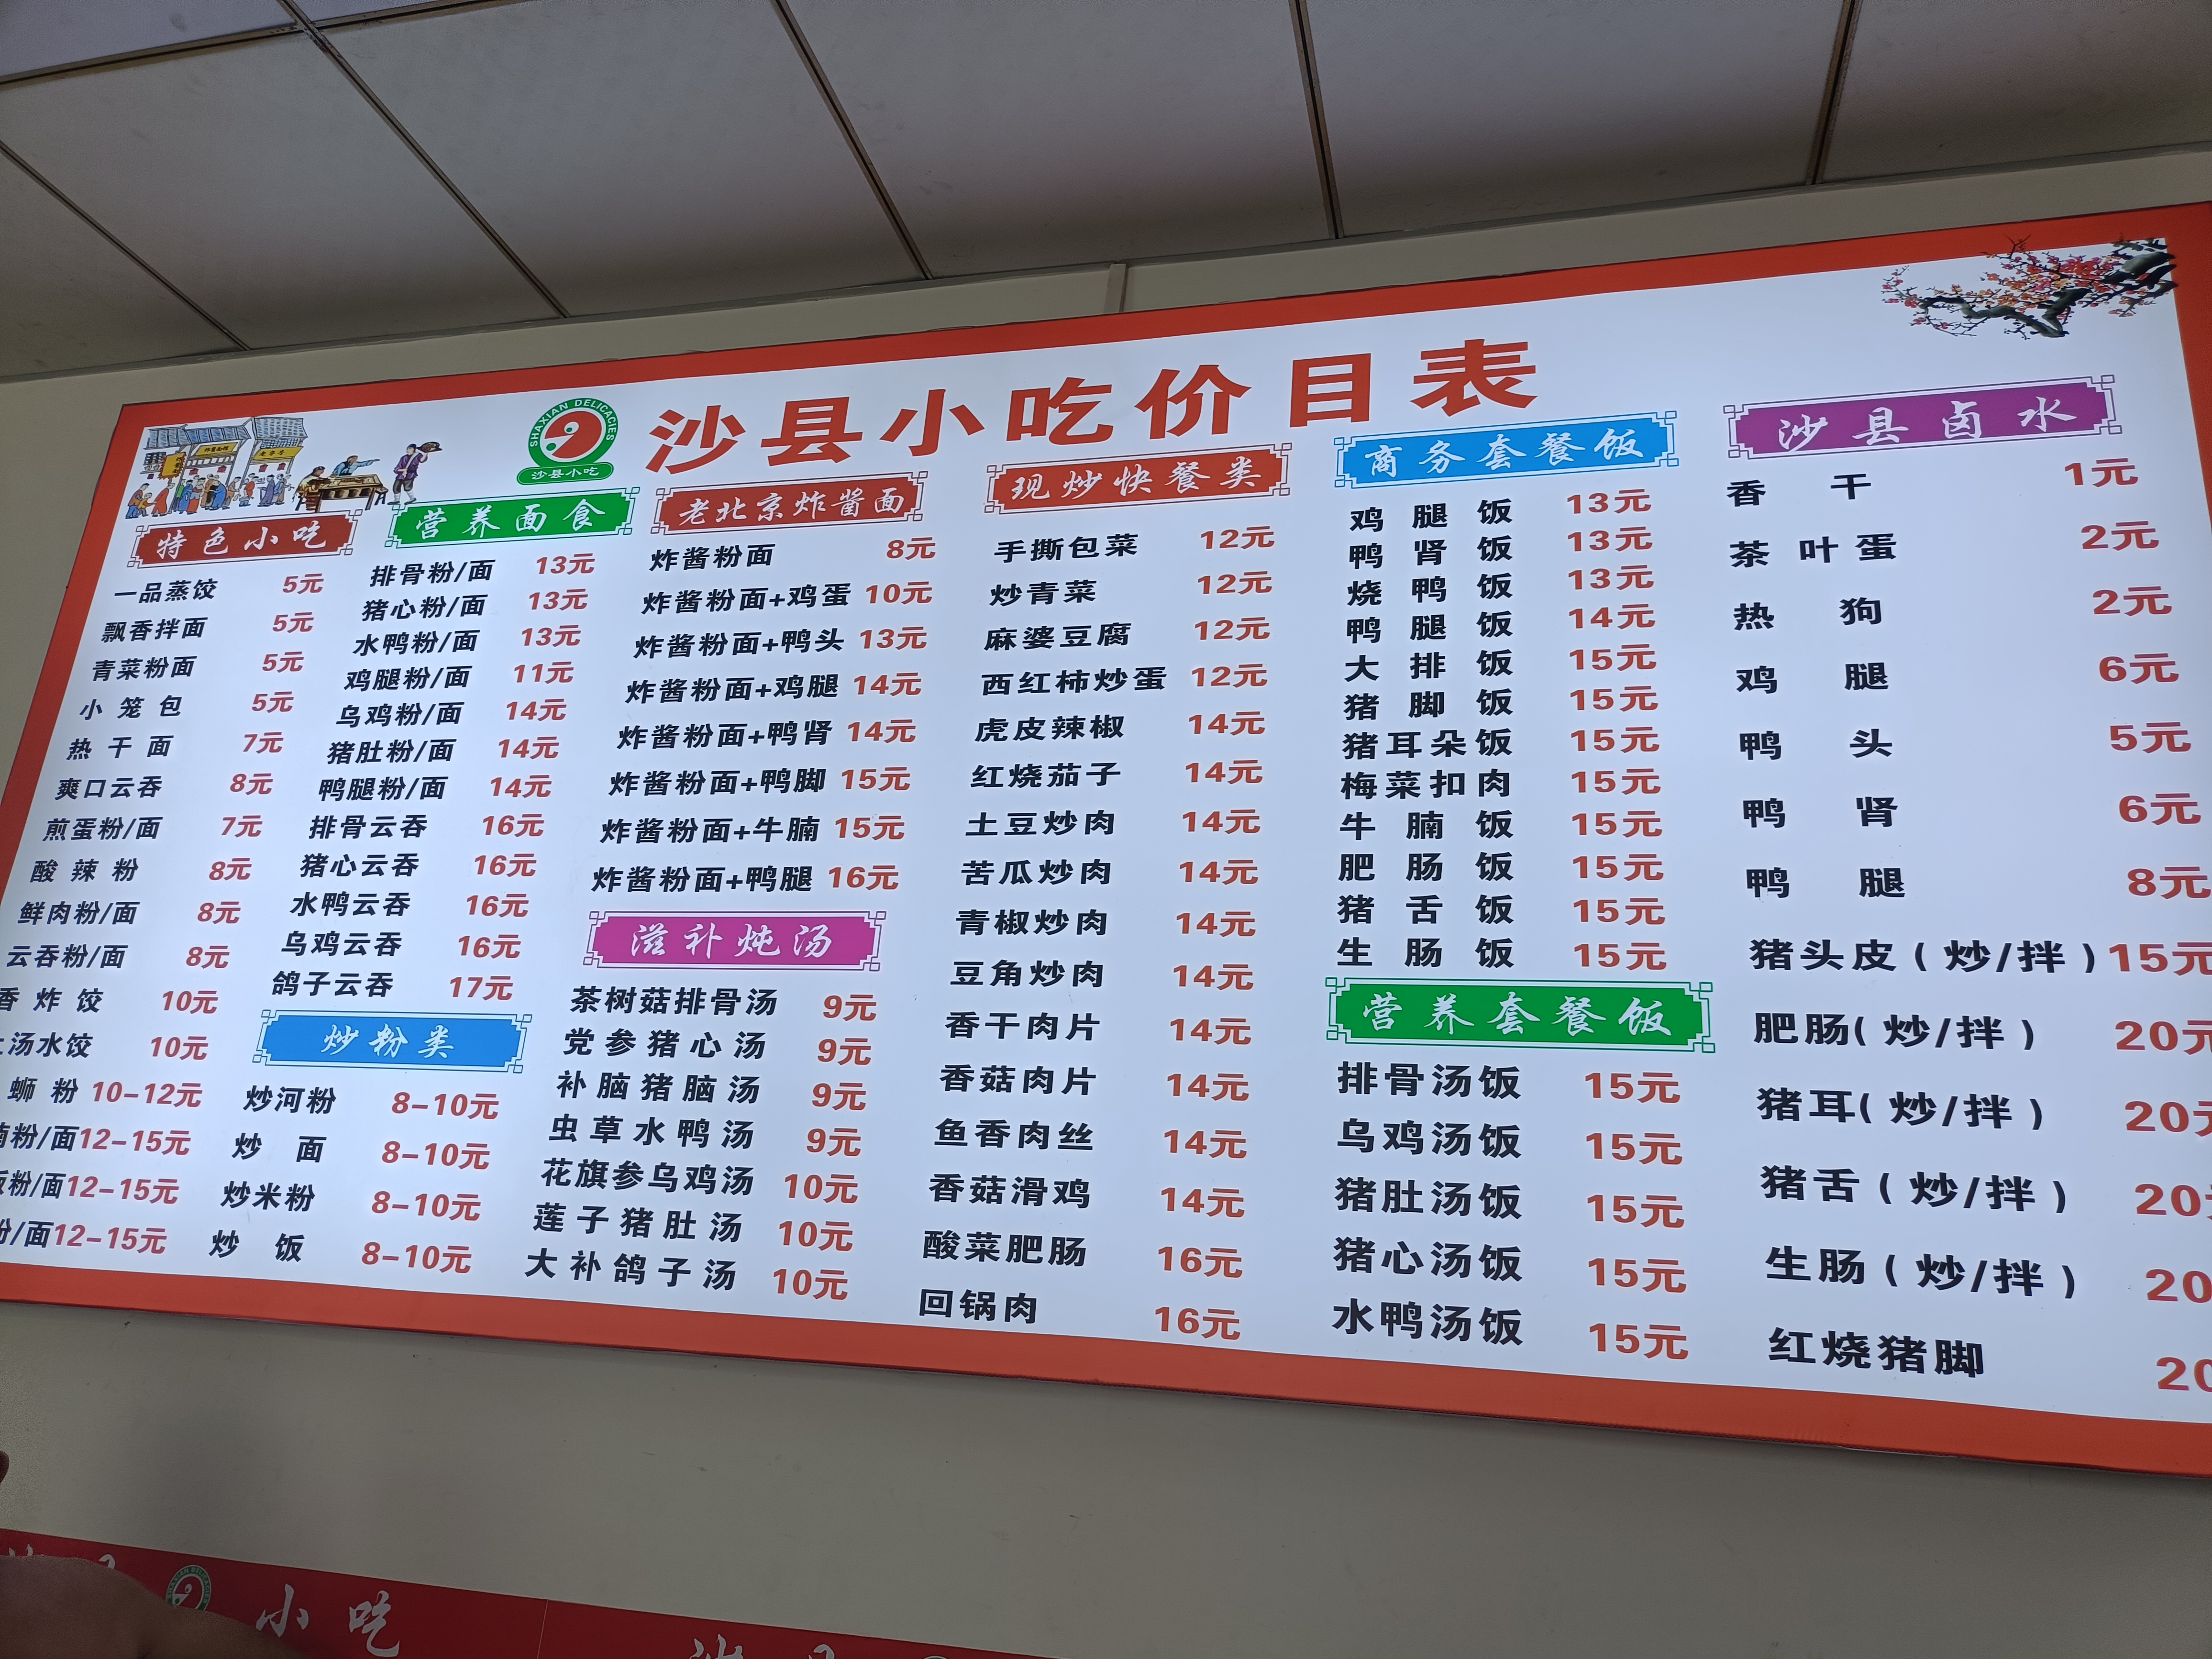 沙县小吃价目表
SHAXIAN DELICACIES
沙县小吃
特色小吃
一品蒸饺 5元
飘香拌面 5元
青菜粉面 5元
小笼包 5元
热干面 7元
爽口云吞 8元
煎蛋粉/面 7元
酸辣粉 8元
鲜肉粉/面 8元
云吞粉/面 8元
香炸饺 10元
汤水饺 10元
蛳粉 10-12元
粉/面 12-15元
粉/面 12-15元
/面 12-15元
营养面食
排骨粉/面 13元
猪心粉/面 13元
水鸭粉/面 13元
鸡腿粉/面 11元
乌鸡粉/面 14元
猪肚粉/面 14元
鸭腿粉/面 14元
排骨云吞 16元
猪心云吞 16元
水鸭云吞 16元
乌鸡云吞 16元
鸽子云吞 17元
炒粉类
炒河粉 8-10元
炒面 8-10元
炒米粉 8-10元
炒饭 8-10元
老北京炸酱面
炸酱粉面 8元
炸酱粉面+鸡蛋 10元
炸酱粉面+鸭头 13元
炸酱粉面+鸡腿 14元
炸酱粉面+鸭肾 14元
炸酱粉面+鸭脚 15元
炸酱粉面+牛腩 15元
炸酱粉面+鸭腿 16元
滋补炖汤
茶树菇排骨汤 9元
党参猪心汤 9元
补脑猪脑汤 9元
虫草水鸭汤 9元
花旗参乌鸡汤 10元
莲子猪肚汤 10元
大补鸽子汤 10元
现炒快餐类
手撕包菜 12元
炒青菜 12元
麻婆豆腐 12元
西红柿炒蛋 12元
虎皮辣椒 14元
红烧茄子 14元
土豆炒肉 14元
苦瓜炒肉 14元
青椒炒肉 14元
豆角炒肉 14元
香干肉片 14元
香菇肉片 14元
鱼香肉丝 14元
香菇滑鸡 14元
酸菜肥肠 16元
回锅肉 16元
商务套餐饭
鸡腿饭 13元
鸭肾饭 13元
烧鸭饭 13元
鸭腿饭 14元
大排饭 15元
猪脚饭 15元
猪耳朵饭 15元
梅菜扣肉 15元
牛腩饭 15元
肥肠饭 15元
猪舌饭 15元
生肠饭 15元
营养套餐饭
排骨汤饭 15元
乌鸡汤饭 15元
猪肚汤饭 15元
猪心汤饭 15元
水鸭汤饭 15元
沙县卤水
香干 1元
茶叶蛋 2元
热狗 2元
鸡腿 6元
鸭头 5元
鸭肾 6元
鸭腿 8元
猪头皮(炒/拌) 15元
肥肠(炒/拌) 20元
猪耳(炒/拌) 20元
猪舌(炒/拌) 20
生肠(炒/拌) 20
红烧猪脚 20
小吃